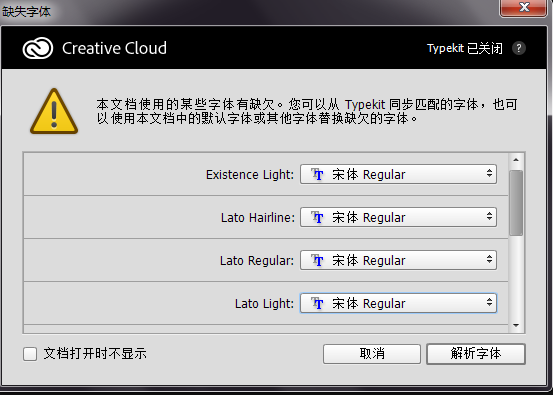 缺失字体
Creative Cloud
Typekit 已关闭 ?
本文档使用的某些字体有缺欠。您可以从 Typekit 同步匹配的字体，也可
以使用本文档中的默认字体或其他字体替换缺欠的字体。
Existence Light: 宋体 Regular
Lato Hairline: 宋体 Regular
Lato Regular: 宋体 Regular
Lato Light: 宋体 Regular
文档打开时不显示 取消 解析字体